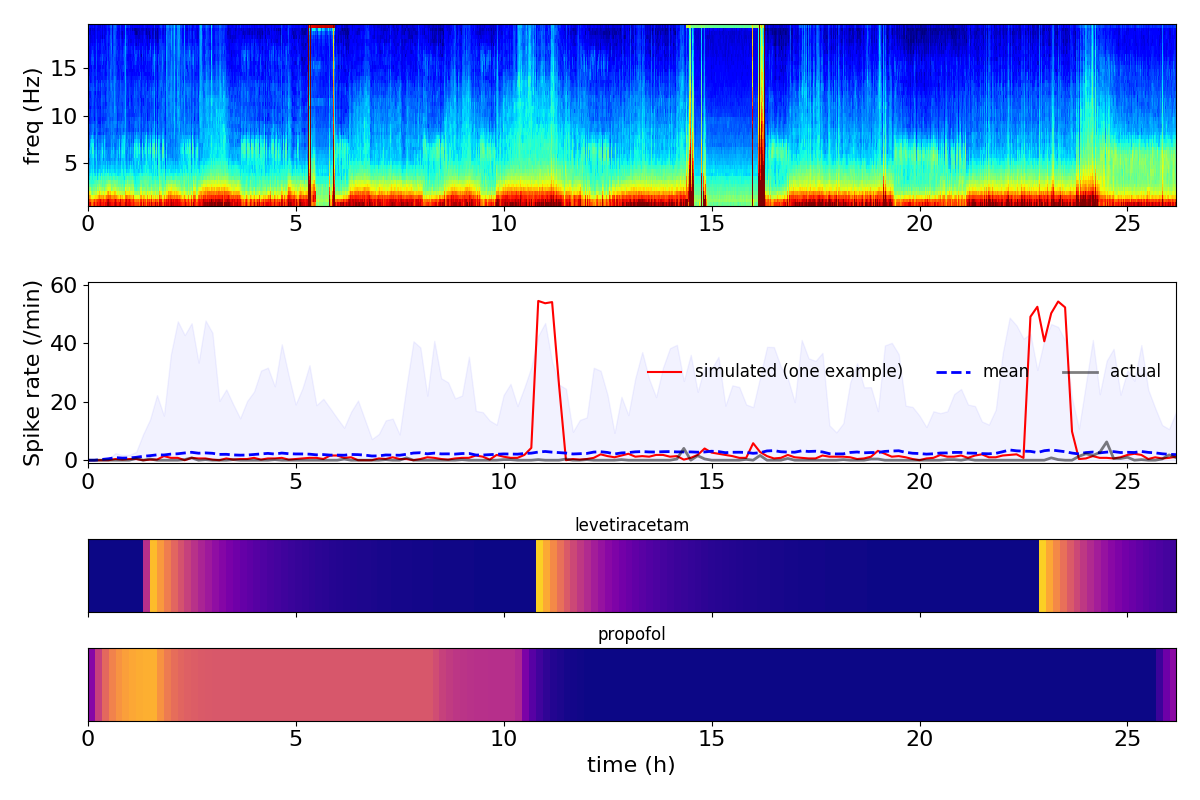 freq (Hz)
15
10
5
0 5 10 15 20 25
Spike rate (/min)
60
40
20
0
simulated (one example) mean actual
0 5 10 15 20 25
levetiracetam
propofol
0 5 10 15 20 25
time (h)